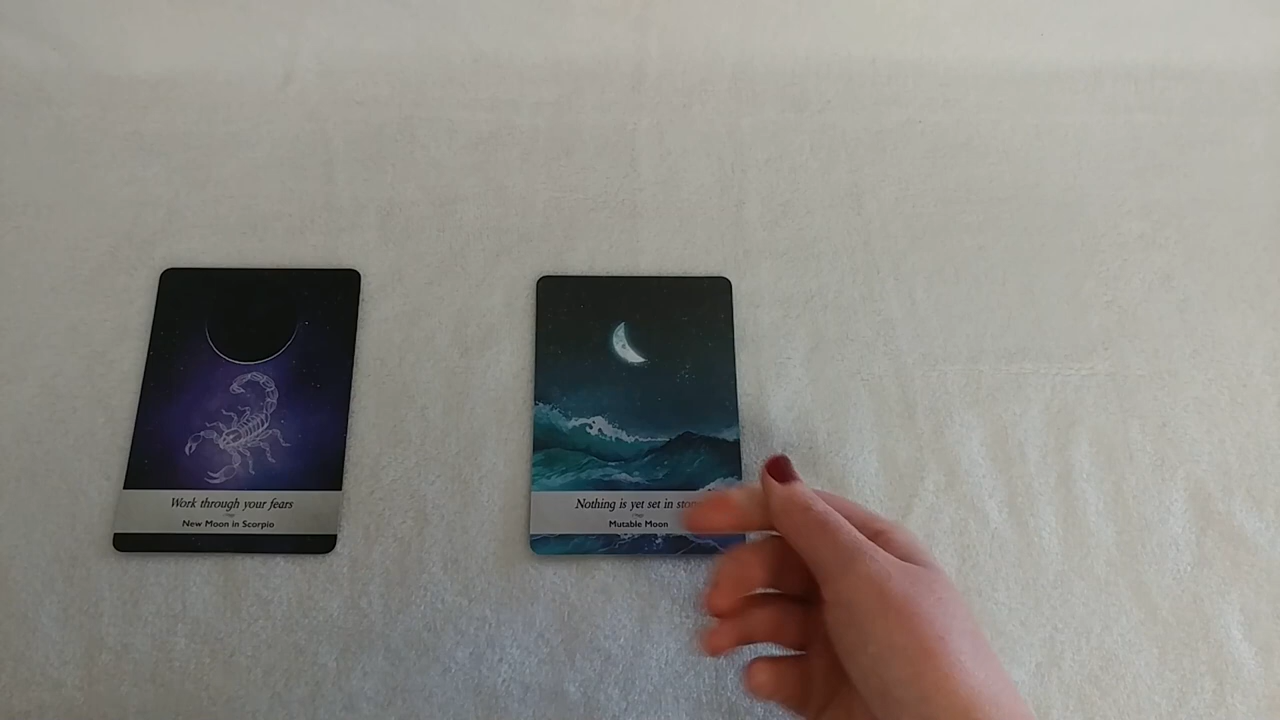 Work through your fears
New Moon in Scorpio
Nothing is yet set in
Mutable Moon